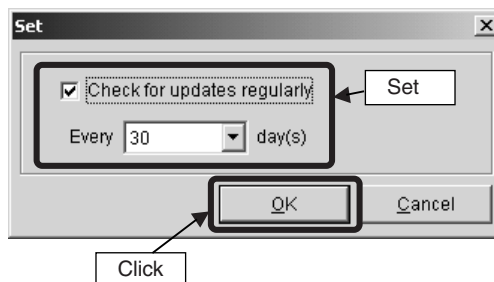 Set
Check for updates regularly
Set
Every 30 day(s)
OK Cancel
Click